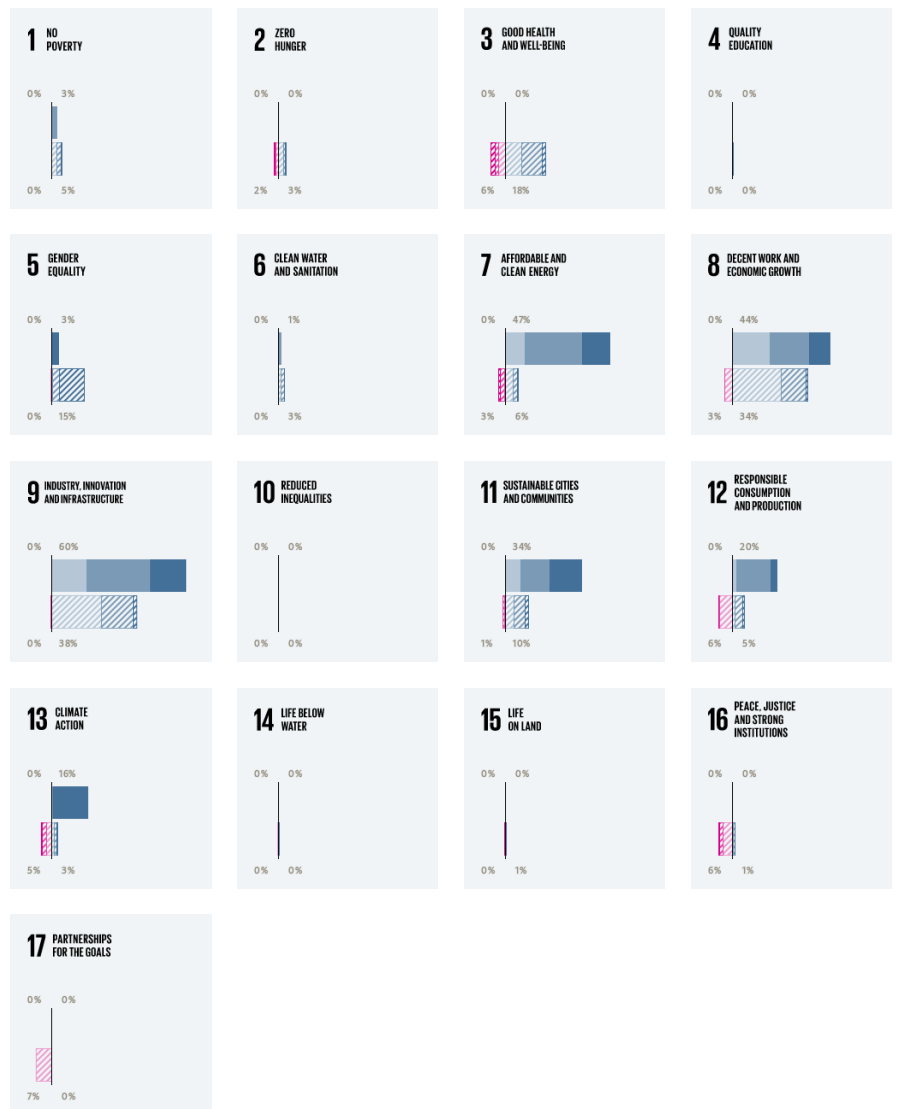 1 NO
POVERTY
0% 3%
0% 5%
2 ZERO
HUNGER
0% 0%
2% 3%
3 GOOD HEALTH
AND WELL-BEING
0% 0%
6% 18%
4 QUALITY
EDUCATION
0% 0%
0% 0%
5 GENDER
EQUALITY
0% 3%
0% 15%
6 CLEAN WATER
AND SANITATION
0% 1%
0% 3%
7 AFFORDABLE AND
CLEAN ENERGY
0% 47%
3% 6%
8 DECENT WORK AND
ECONOMIC GROWTH
0% 44%
3% 34%
9 INDUSTRY, INNOVATION
AND INFRASTRUCTURE
0% 60%
0% 38%
10 REDUCED
INEQUALITIES
0% 0%
0% 0%
11 SUSTAINABLE CITIES
AND COMMUNITIES
0% 34%
1% 10%
12 RESPONSIBLE
CONSUMPTION
AND PRODUCTION
0% 20%
6% 5%
13 CLIMATE
ACTION
0% 16%
5% 3%
14 LIFE BELOW
WATER
0% 0%
0% 0%
15 LIFE
ON LAND
0% 0%
0% 1%
16 PEACE, JUSTICE
AND STRONG
INSTITUTIONS
0% 0%
6% 1%
17 PARTNERSHIPS
FOR THE GOALS
0% 0%
7% 0%